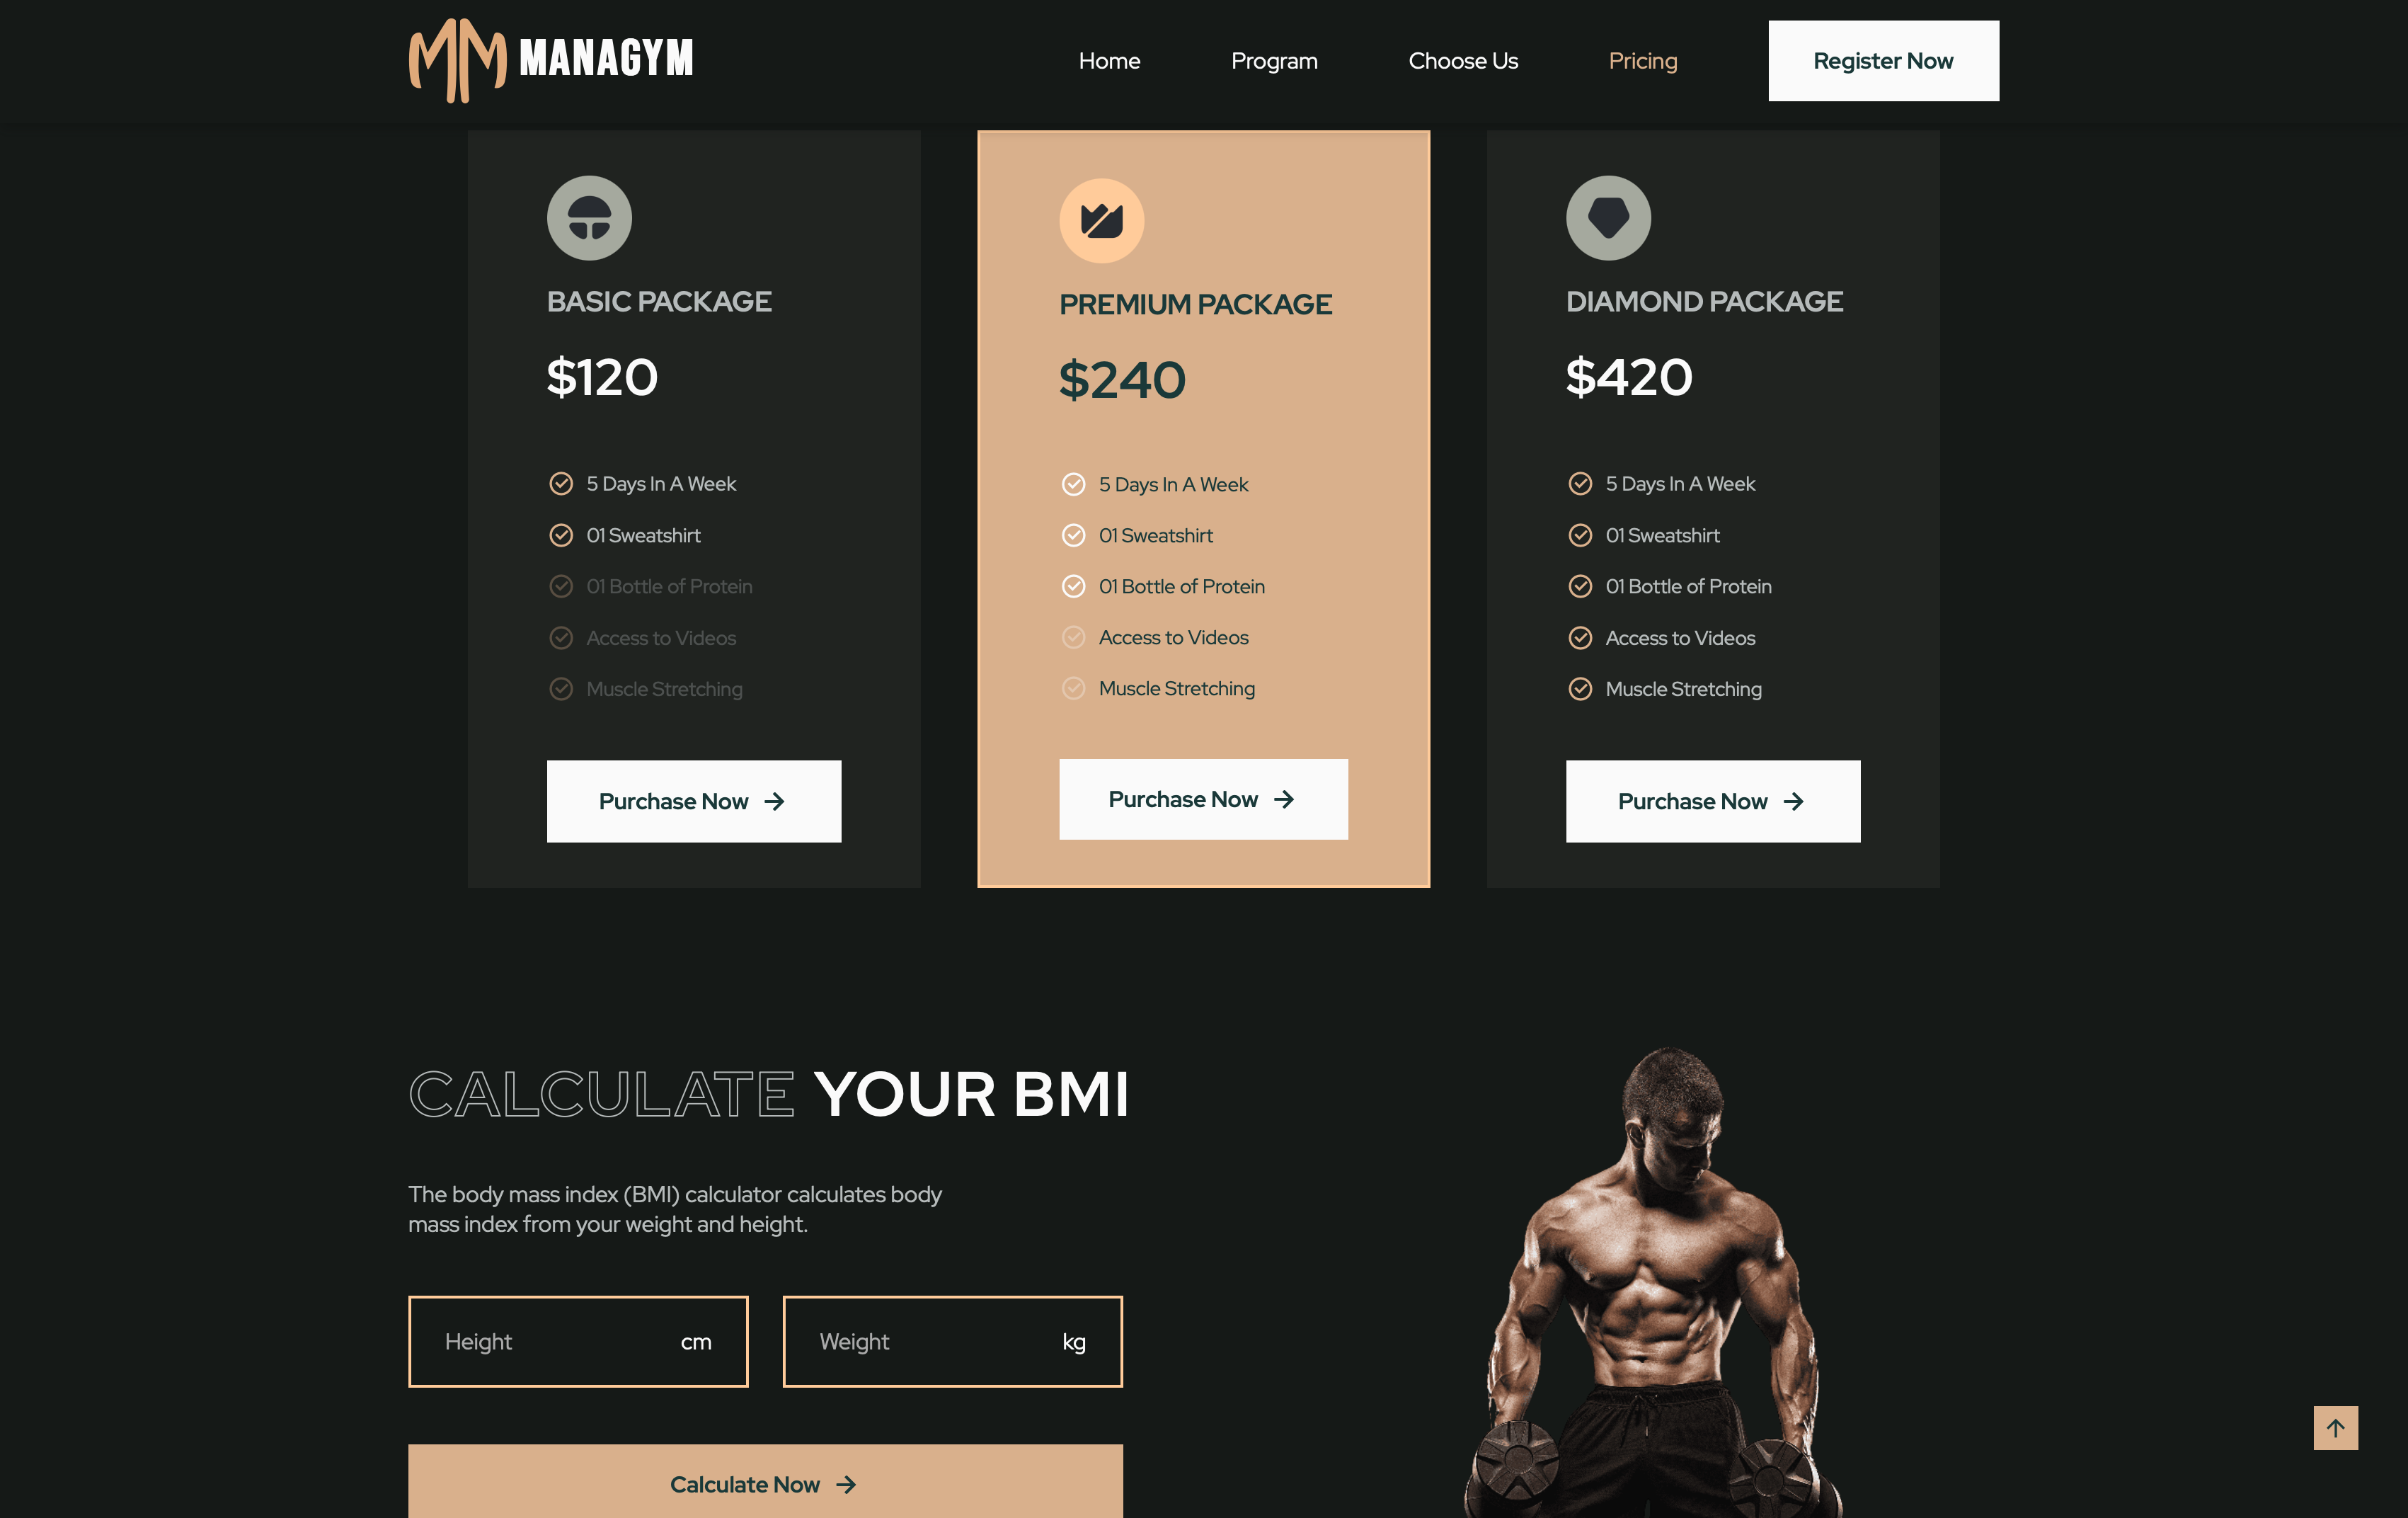 MANAGYM
Home
Program
Choose Us
Pricing
Register Now
BASIC PACKAGE
$120
5 Days In A Week
01 Sweatshirt
01 Bottle of Protein
Access to Videos
Muscle Stretching
Purchase Now
PREMIUM PACKAGE
$240
5 Days In A Week
01 Sweatshirt
01 Bottle of Protein
Access to Videos
Muscle Stretching
Purchase Now
DIAMOND PACKAGE
$420
5 Days In A Week
01 Sweatshirt
01 Bottle of Protein
Access to Videos
Muscle Stretching
Purchase Now
CALCULATE YOUR BMI
The body mass index (BMI) calculator calculates body
mass index from your weight and height.
Height cm
Weight kg
Calculate Now